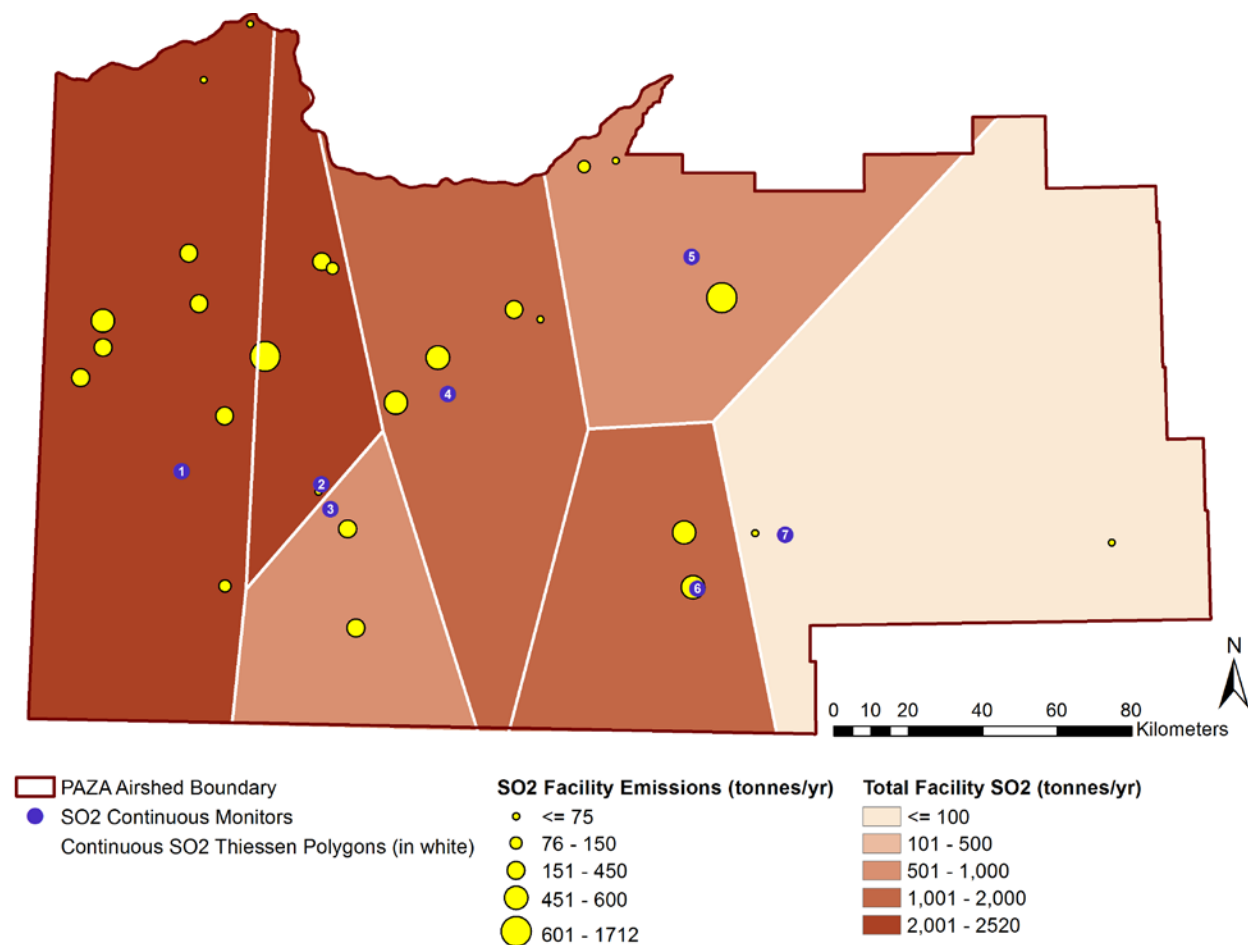 5
4
1
2
3
7
6
N
0 10 20 40 60 80
Kilometers
PAZA Airshed Boundary
SO2 Continuous Monitors
Continuous SO2 Thiessen Polygons (in white)
SO2 Facility Emissions (tonnes/yr)
<= 75
76 - 150
151 - 450
451 - 600
601 - 1712
Total Facility SO2 (tonnes/yr)
<= 100
101 - 500
501 - 1,000
1,001 - 2,000
2,001 - 2520